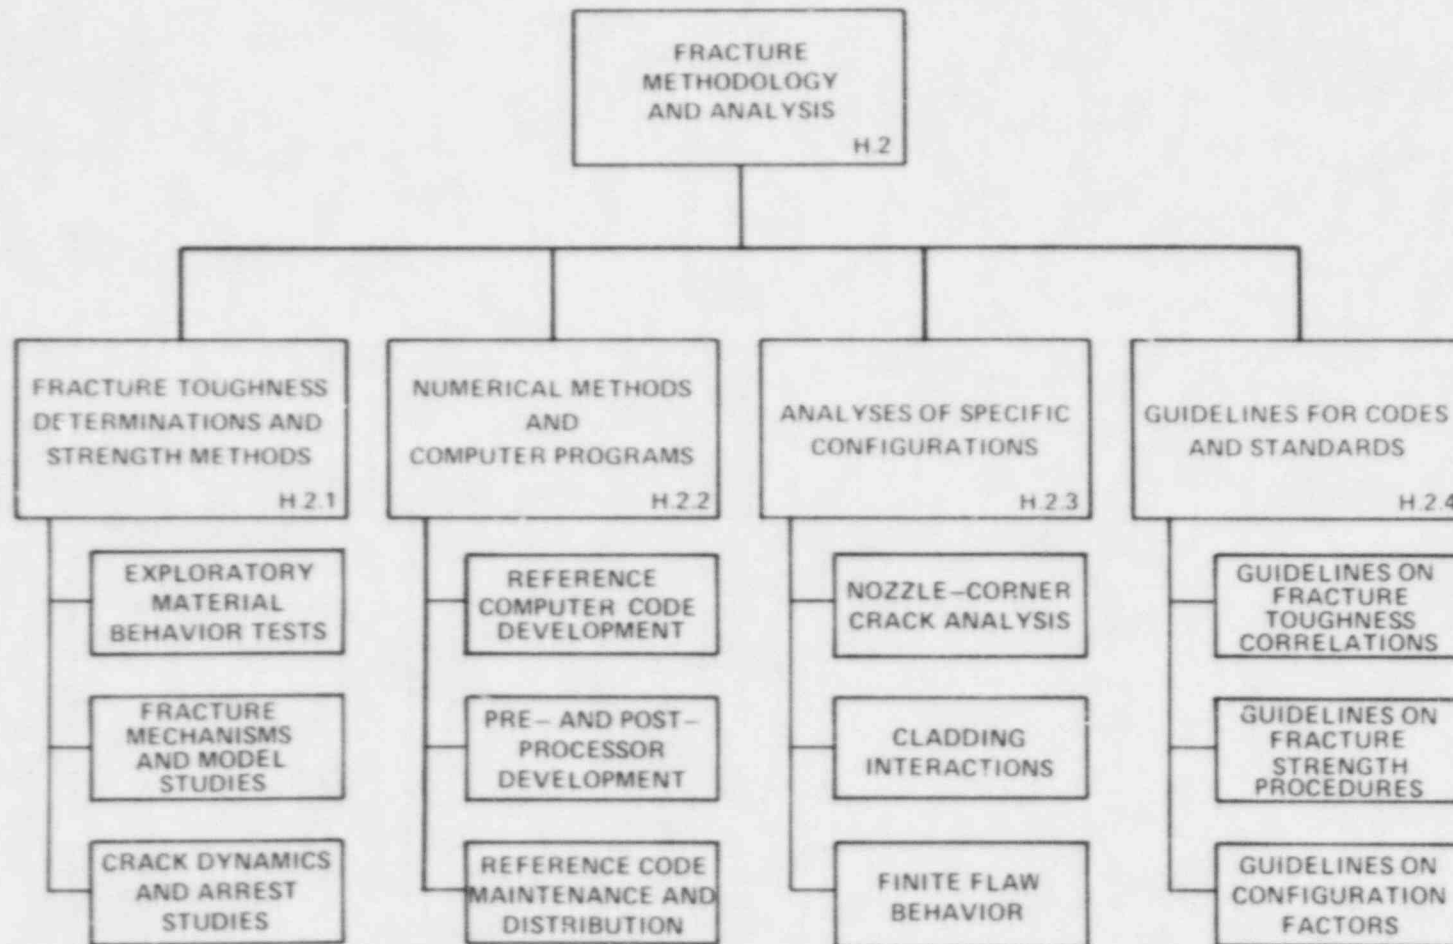 FRACTURE
METHODOLOGY
AND ANALYSIS
H.2
FRACTURE TOUGHNESS
DETERMINATIONS AND
STRENGTH METHODS
H.2.1
NUMERICAL METHODS
AND
COMPUTER PROGRAMS
H.2.2
ANALYSES OF SPECIFIC
CONFIGURATIONS
H.2.3
GUIDELINES FOR CODES
AND STANDARDS
H.2.4
EXPLORATORY
MATERIAL
BEHAVIOR TESTS
FRACTURE
MECHANISMS
AND MODEL
STUDIES
CRACK DYNAMICS
AND ARREST
STUDIES
REFERENCE
COMPUTER CODE
DEVELOPMENT
PRE– AND POST–
PROCESSOR
DEVELOPMENT
REFERENCE CODE
MAINTENANCE AND
DISTRIBUTION
NOZZLE–CORNER
CRACK ANALYSIS
CLADDING
INTERACTIONS
FINITE FLAW
BEHAVIOR
GUIDELINES ON
FRACTURE
TOUGHNESS
CORRELATIONS
GUIDELINES ON
FRACTURE
STRENGTH
PROCEDURES
GUIDELINES ON
CONFIGURATION
FACTORS